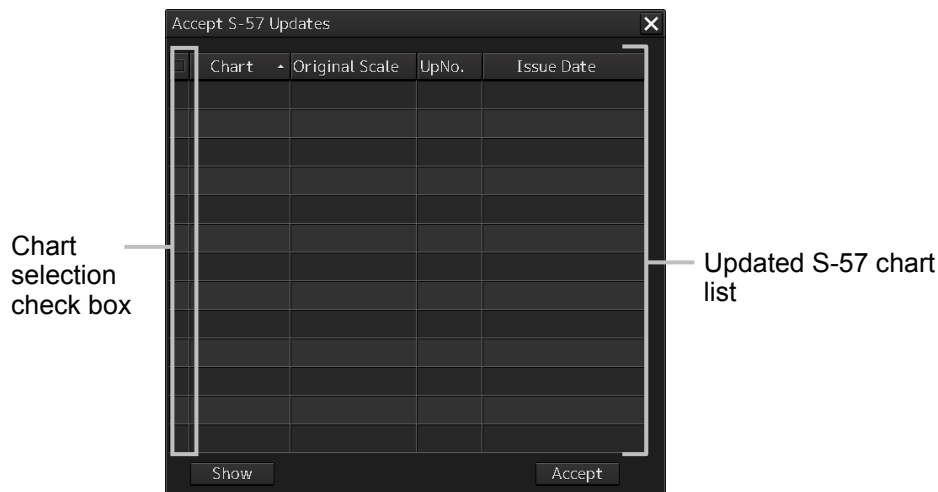 Accept S-57 Updates
Chart Original Scale UpNo. Issue Date
Chart
selection
check box
Updated S-57 chart
list
Show Accept